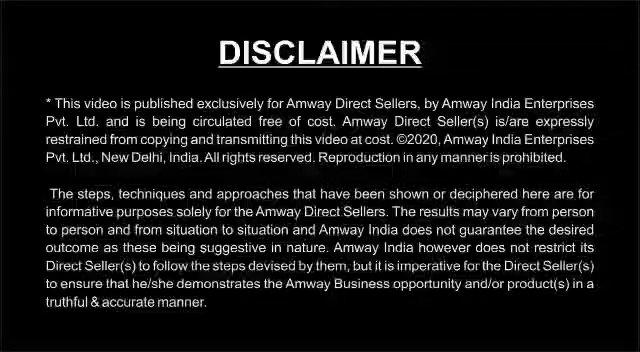 DISCLAIMER
* This video is published exclusively for Amway Direct Sellers, by Amway India Enterprises
Pvt. Ltd. and is being circulated free of cost. Amway Direct Seller(s) is/are expressly
restrained from copying and transmitting this video at cost. ©2020, Amway India Enterprises
Pvt. Ltd., New Delhi, India. All rights reserved. Reproduction in any manner is prohibited.
The steps, techniques and approaches that have been shown or deciphered here are for
informative purposes solely for the Amway Direct Sellers. The results may vary from person
to person and from situation to situation and Amway India does not guarantee the desired
outcome as these being suggestive in nature. Amway India however does not restrict its
Direct Seller(s) to follow the steps devised by them, but it is imperative for the Direct Seller(s)
to ensure that he/she demonstrates the Amway Business opportunity and/or product(s) in a
truthful & accurate manner.